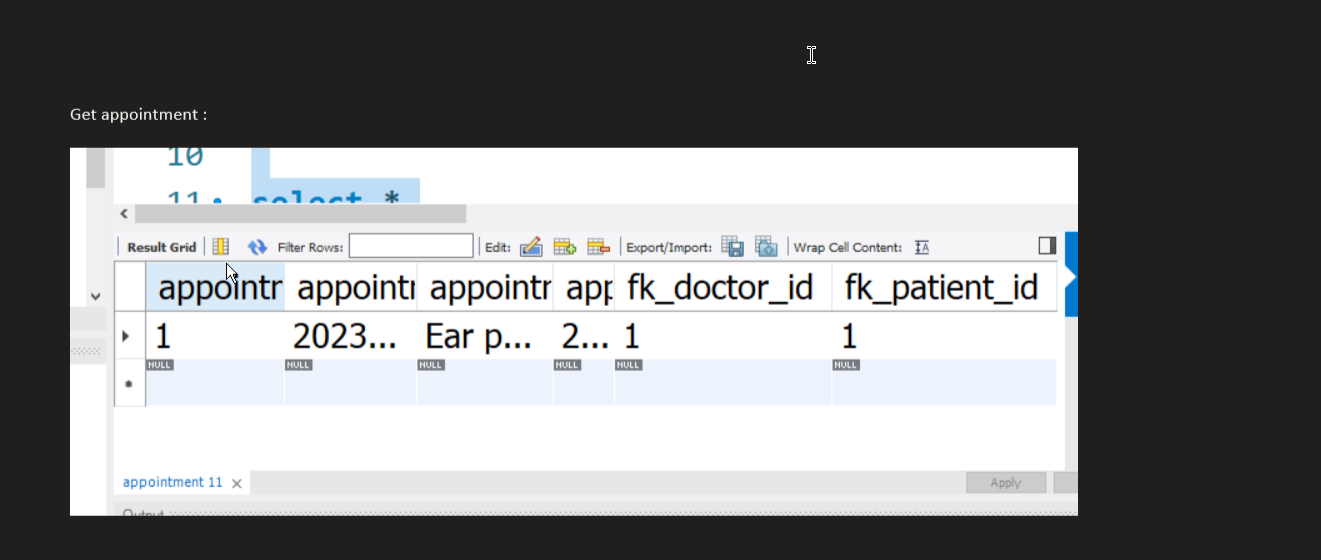 Get appointment :
10
11 select *
Result Grid Filter Rows: Edit: Export/Import: Wrap Cell Content:
appointr appointr appointr app fk_doctor_id fk_patient_id
1 2023... Ear p... 2... 1 1
NULL NULL NULL NULL NULL NULL
appointment 11 Apply
Output